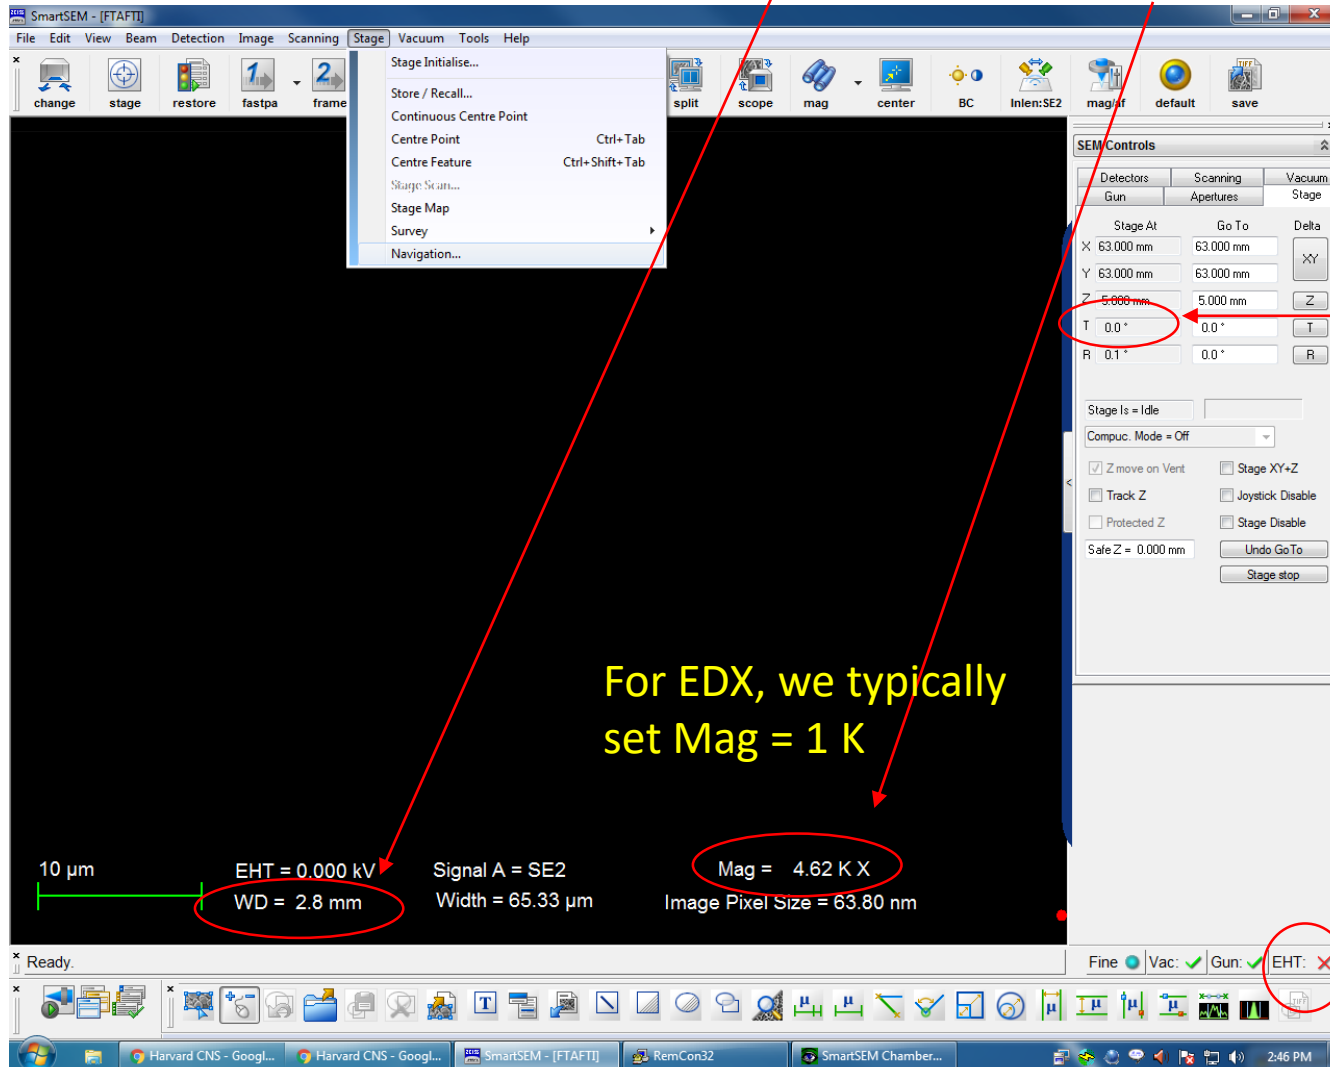 SmartSEM - [FTAFTI]
File Edit View Beam Detection Image Scanning Stage Vacuum Tools Help
change stage restore fastpa frame split scope mag center BC Inlen:SE2 mag/af default save
Stage Initialise...
Store / Recall...
Continuous Centre Point
Centre Point Ctrl+Tab
Centre Feature Ctrl+Shift+Tab
Stage Scan...
Stage Map
Survey
Navigation...
SEM Controls
Detectors Scanning Vacuum
Gun Apertures Stage
Stage At Go To Delta
X 63.000 mm 63.000 mm XY
Y 63.000 mm 63.000 mm
Z 5.000 mm 5.000 mm Z
T 0.0 ° 0.0 ° T
R 0.1 ° 0.0 ° R
Stage Is = Idle
Compuc. Mode = Off
Z move on Vent Stage XY+Z
Track Z Joystick Disable
Protected Z Stage Disable
Safe Z = 0.000 mm Undo GoTo
Stage stop
For EDX, we typically
set Mag = 1 K
10 µm EHT = 0.000 kV Signal A = SE2 Mag = 4.62 K X
WD = 2.8 mm Width = 65.33 µm Image Pixel Size = 63.80 nm
Ready. Fine Vac: Gun: EHT:
Harvard CNS - Googl... Harvard CNS - Googl... SmartSEM - [FTAFTI] RemCon32 SmartSEM Chamber... 2:46 PM